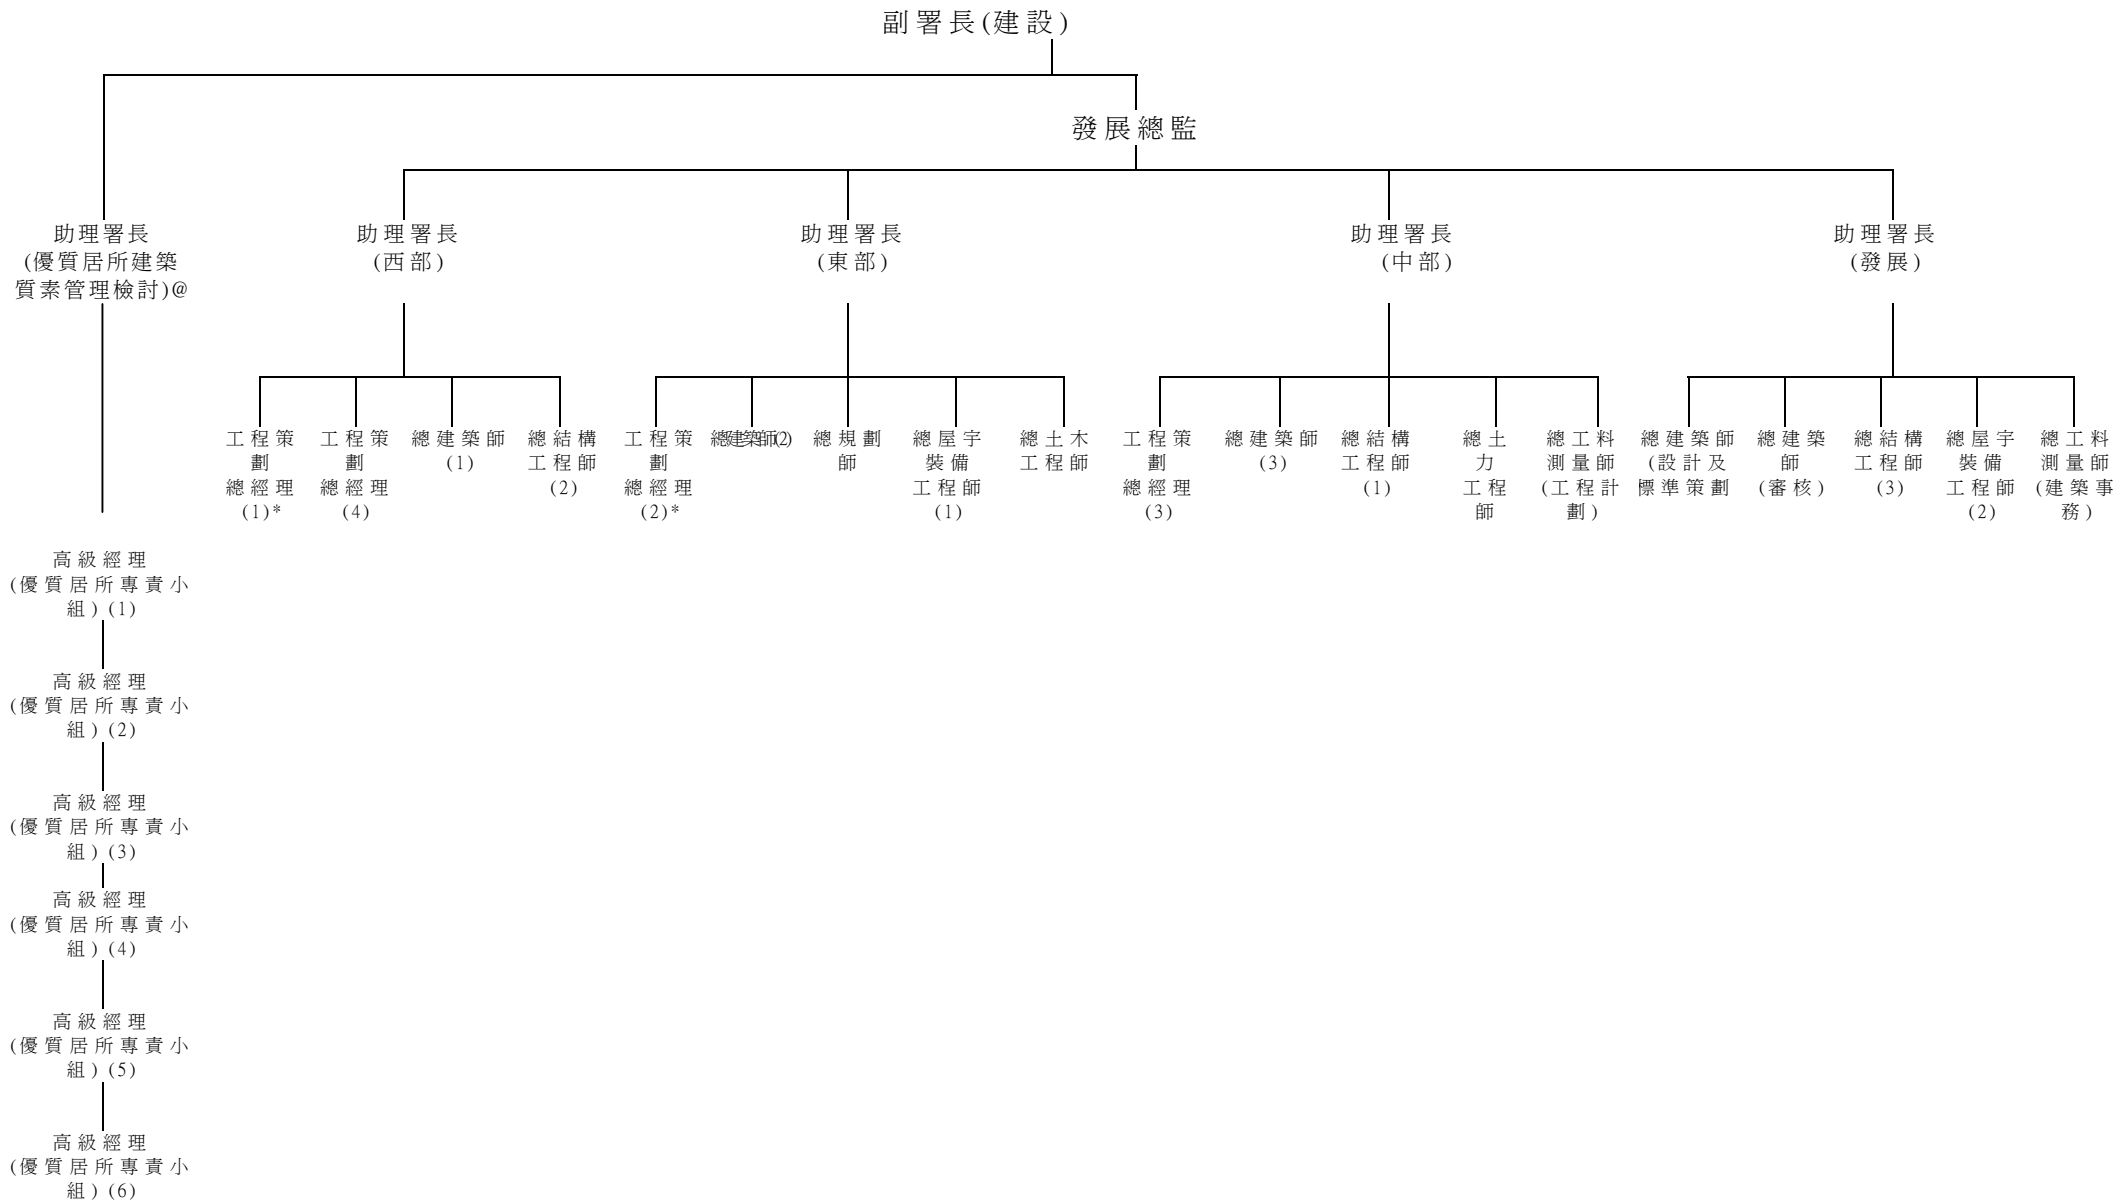 副署長(建設)
發展總監
助理署長
(優質居所建築
質素管理檢討)@
助理署長
(西部)
助理署長
(東部)
助理署長
(中部)
助理署長
(發展)
工程策
劃
總經理
(1)*
工程策
劃
總經理
(4)
總建築師
(1)
總結構
工程師
(2)
工程策
劃
總經理
(2)*
總建築師(2)
總規劃
師
總屋宇
裝備
工程師
(1)
總土木
工程師
工程策
劃
總經理
(3)
總建築師
(3)
總結構
工程師
(1)
總土
力
工程
師
總工料
測量師
(工程計
劃)
總建築師
(設計及
標準策劃
總建築
師
(審核)
總結構
工程師
(3)
總屋宇
裝備
工程師
(2)
總工料
測量師
(建築事
務)
高級經理
(優質居所專責小
組)(1)
高級經理
(優質居所專責小
組)(2)
高級經理
(優質居所專責小
組)(3)
高級經理
(優質居所專責小
組)(4)
高級經理
(優質居所專責小
組)(5)
高級經理
(優質居所專責小
組)(6)